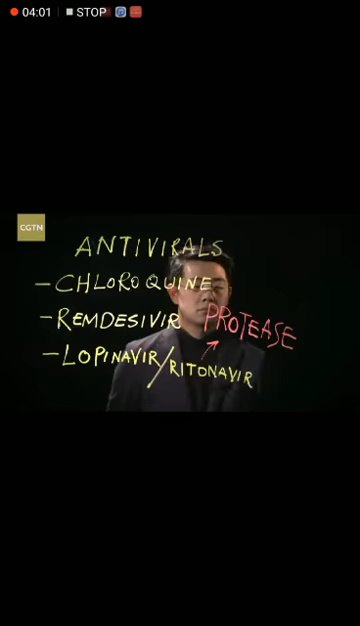 04:01 STOP
CGTN
ANTIVIRALS
- CHLOROQUINE
- REMDESIVIR PROTEASE
- LOPINAVIR/RITONAVIR